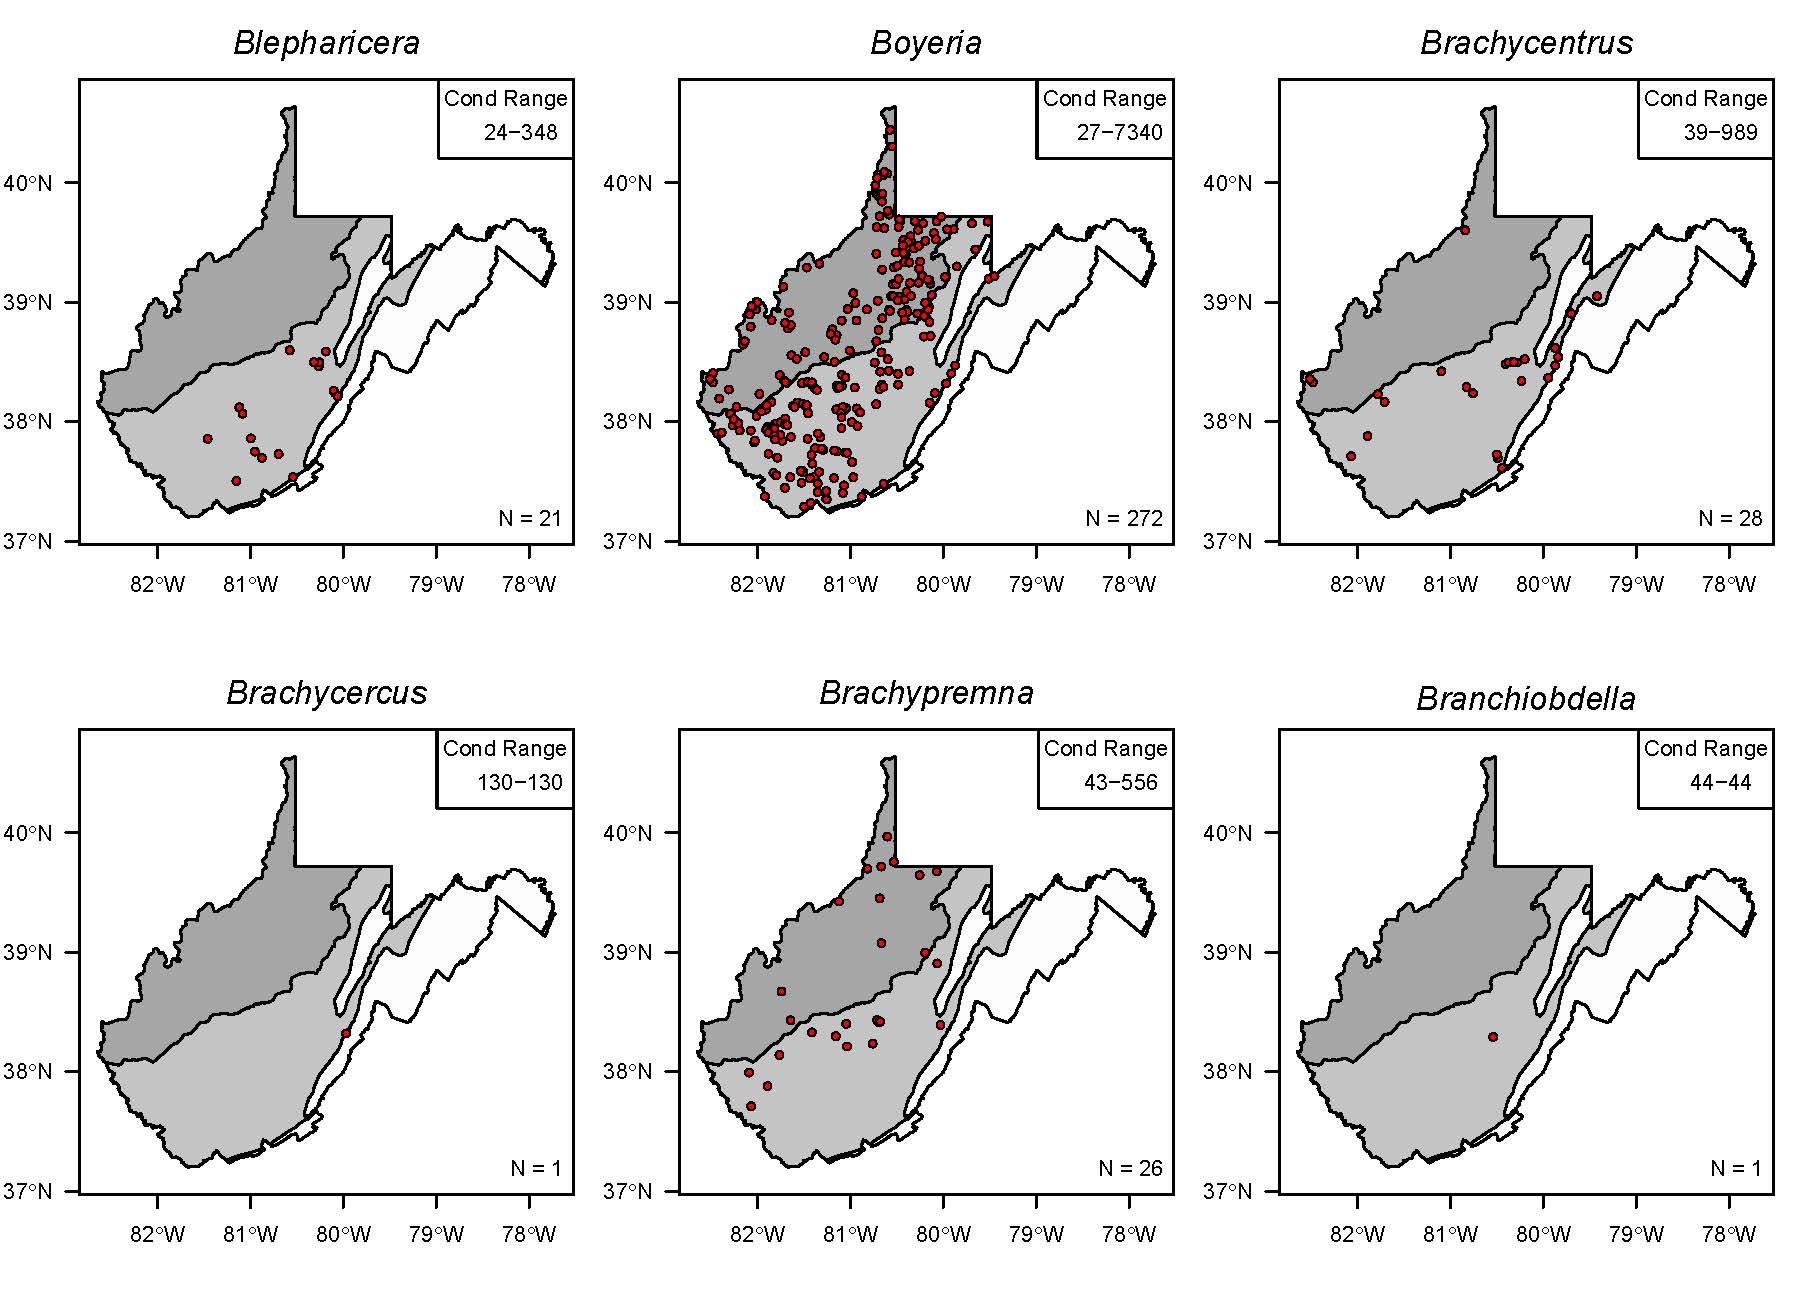 Blepharicera
Boyeria
Brachycentrus
Cond Range
24−348
Cond Range
27−7340
Cond Range
39−989
40°N
39°N
38°N
37°N
40°N
39°N
38°N
37°N
40°N
39°N
38°N
37°N
N = 21
N = 272
N = 28
82°W 81°W 80°W 79°W 78°W
82°W 81°W 80°W 79°W 78°W
82°W 81°W 80°W 79°W 78°W
Brachycercus
Brachypremna
Branchiobdella
Cond Range
130−130
Cond Range
43−556
Cond Range
44−44
40°N
39°N
38°N
37°N
40°N
39°N
38°N
37°N
40°N
39°N
38°N
37°N
N = 1
N = 26
N = 1
82°W 81°W 80°W 79°W 78°W
82°W 81°W 80°W 79°W 78°W
82°W 81°W 80°W 79°W 78°W